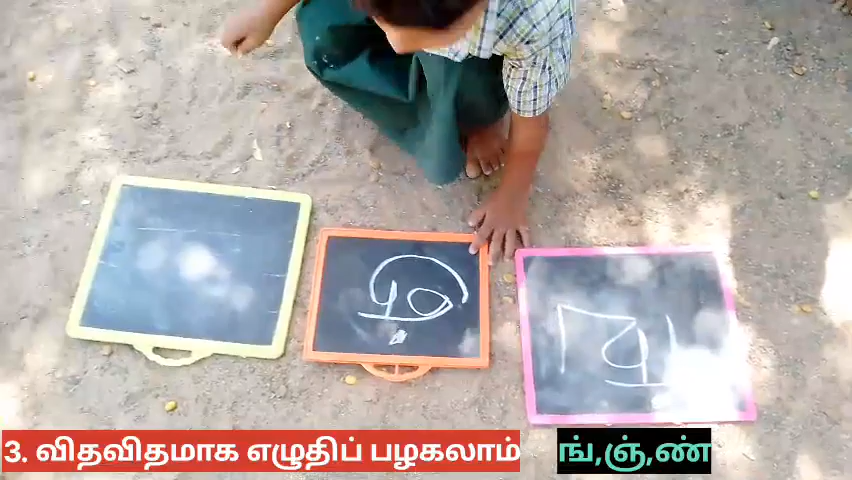 இ
3. விதவிதமாக எழுதிப் பழகலாம் ங்,ஞ்,ண்